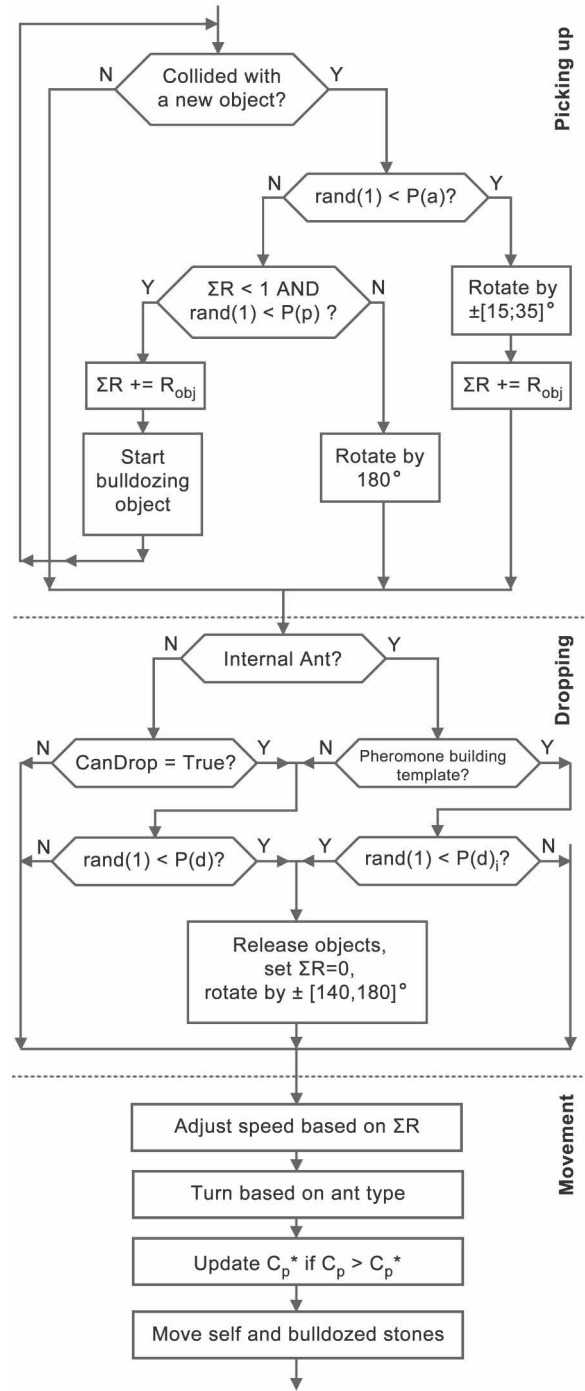 Picking up
N
Collided with
a new object?
Y
N
rand(1) < P(a)?
Y
Y
ΣR < 1 AND
rand(1) < P(p) ?
N
Rotate by
±[15;35]°
ΣR += R_obj
ΣR += R_obj
Start
bulldozing
object
Rotate by
180°
Dropping
N
Internal Ant?
Y
N
CanDrop = True?
Y
N
Pheromone building
template?
Y
N
rand(1) < P(d)?
Y
Y
rand(1) < P(d)_i?
N
Release objects,
set ΣR=0,
rotate by ± [140,180]°
Movement
Adjust speed based on ΣR
Turn based on ant type
Update C_p* if C_p > C_p*
Move self and bulldozed stones